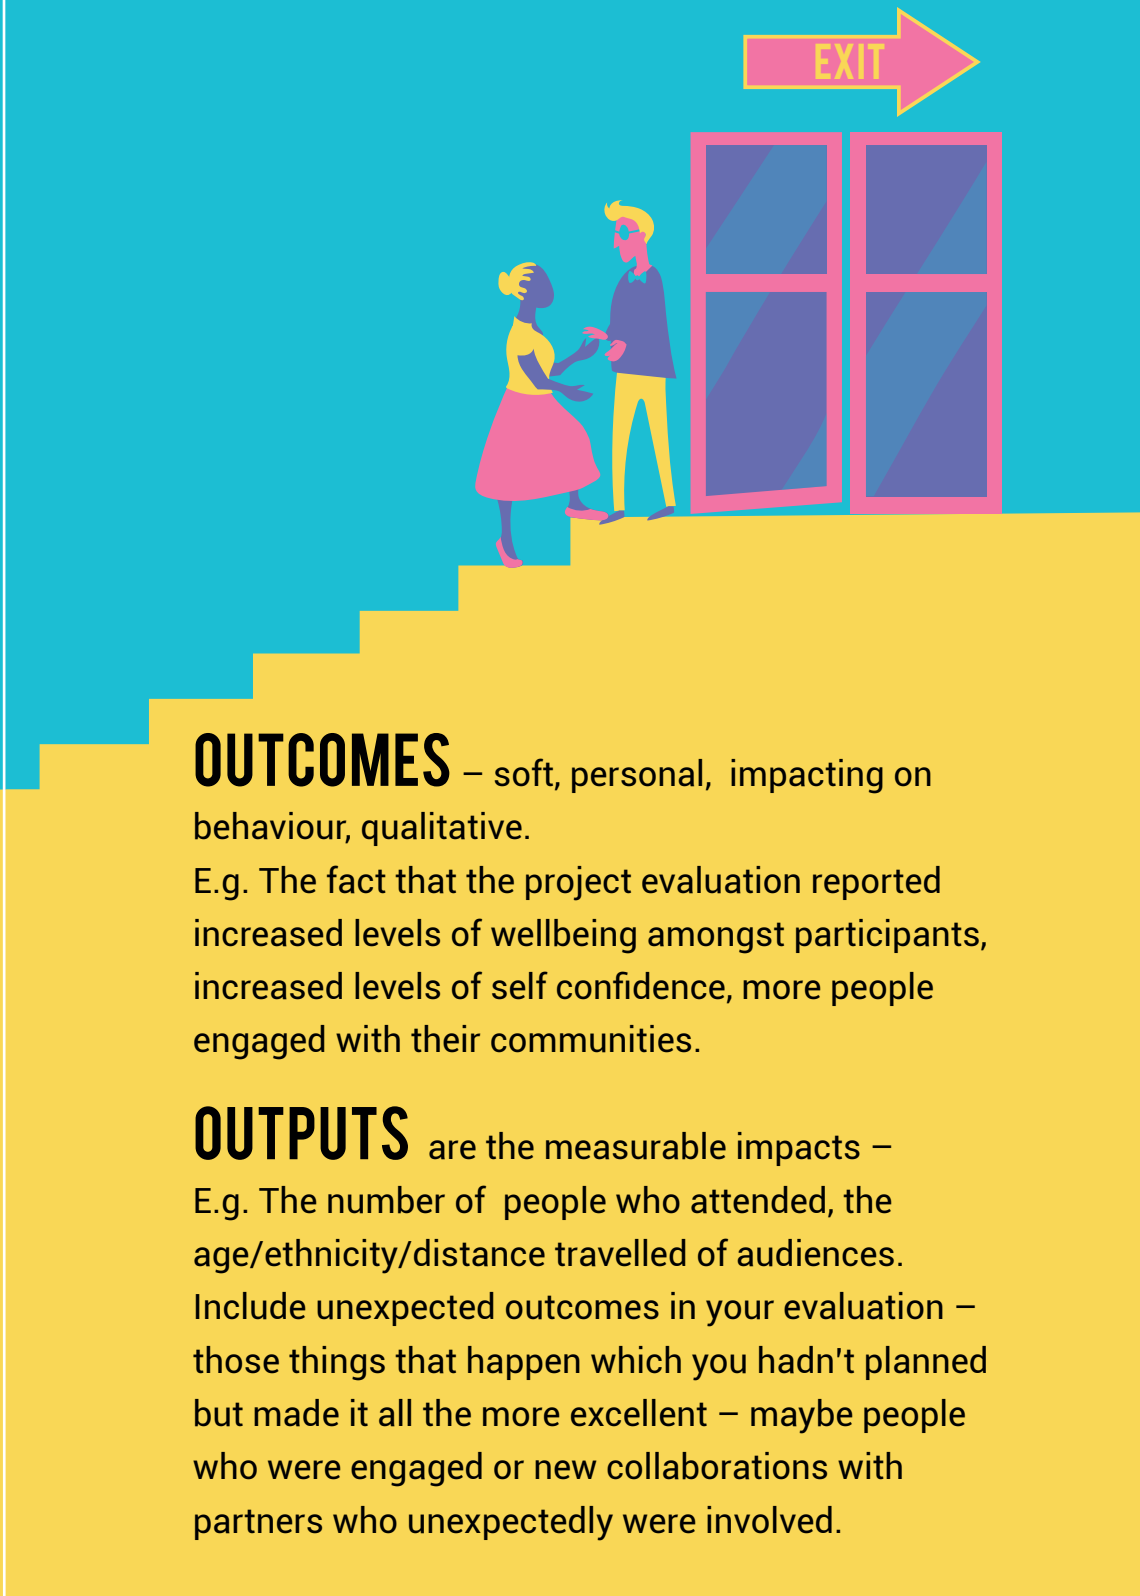 EXIT
OUTCOMES – soft, personal,  impacting on
behaviour, qualitative.
E.g. The fact that the project evaluation reported
increased levels of wellbeing amongst participants,
increased levels of self confidence, more people
engaged with their communities.
OUTPUTS are the measurable impacts –
E.g. The number of  people who attended, the
age/ethnicity/distance travelled of audiences.
Include unexpected outcomes in your evaluation –
those things that happen which you hadn't planned
but made it all the more excellent – maybe people
who were engaged or new collaborations with
partners who unexpectedly were involved.